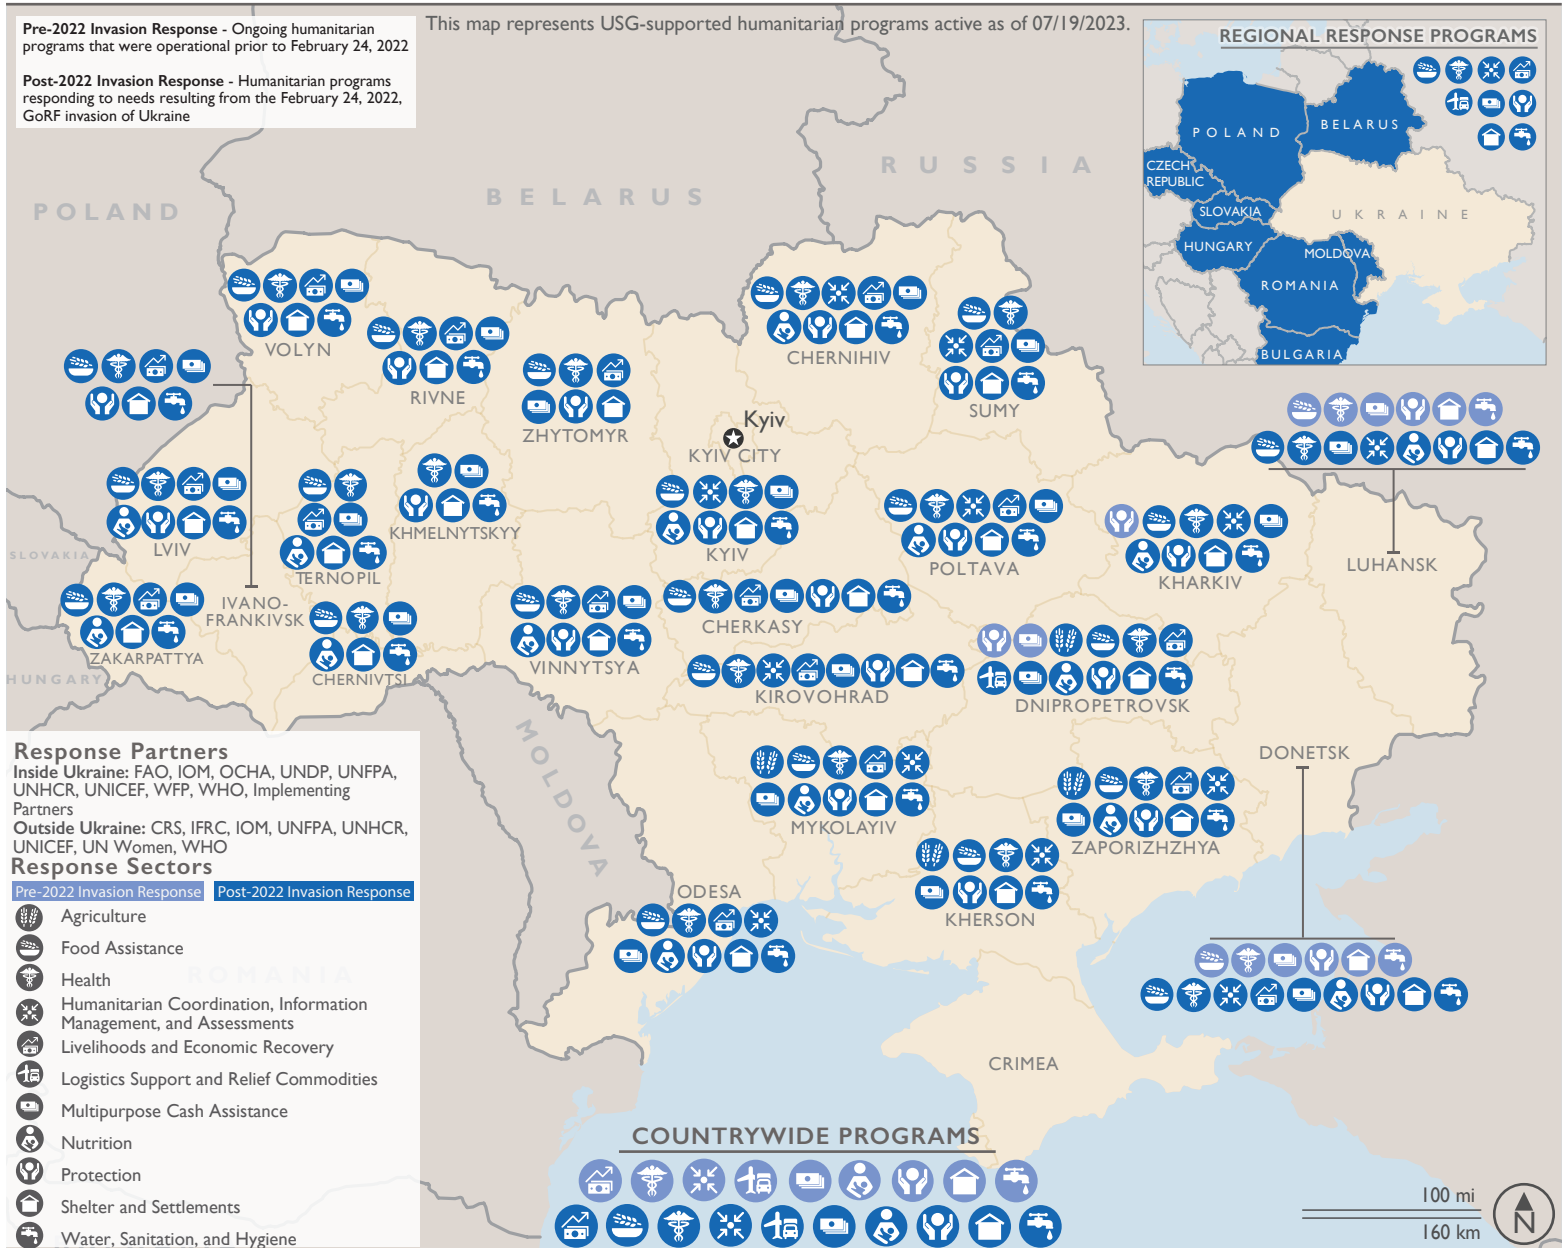 This map represents USG-supported humanitarian programs active as of 07/19/2023.
Pre-2022 Invasion Response - Ongoing humanitarian
programs that were operational prior to February 24, 2022
Post-2022 Invasion Response - Humanitarian programs
responding to needs resulting from the February 24, 2022,
GoRF invasion of Ukraine
REGIONAL RESPONSE PROGRAMS
POLAND
BELARUS
CZECH
REPUBLIC
SLOVAKIA
UKRAINE
HUNGARY
MOLDOVA
ROMANIA
BULGARIA
RUSSIA
BELARUS
POLAND
VOLYN
RIVNE
ZHYTOMYR
CHERNIHIV
SUMY
Kyiv
KYIV CITY
KYIV
LVIV
TERNOPIL
KHMELNYTSKYY
POLTAVA
KHARKIV
LUHANSK
SLOVAKIA
IVANO-
FRANKIVSK
ZAKARPATTYA
CHERNIVTSI
VINNYTSYA
CHERKASY
HUNGARY
KIROVOHRAD
DNIPROPETROVSK
DONETSK
MOLDOVA
MYKOLAYIV
ZAPORIZHZHYA
ODESA
KHERSON
CRIMEA
ROMANIA
Response Partners
Inside Ukraine: FAO, IOM, OCHA, UNDP, UNFPA,
UNHCR, UNICEF, WFP, WHO, Implementing
Partners
Outside Ukraine: CRS, IFRC, IOM, UNFPA, UNHCR,
UNICEF, UN Women, WHO
Response Sectors
Pre-2022 Invasion Response
Post-2022 Invasion Response
Agriculture
Food Assistance
Health
Humanitarian Coordination, Information
Management, and Assessments
Livelihoods and Economic Recovery
Logistics Support and Relief Commodities
Multipurpose Cash Assistance
Nutrition
Protection
Shelter and Settlements
Water, Sanitation, and Hygiene
COUNTRYWIDE PROGRAMS
100 mi
160 km
N